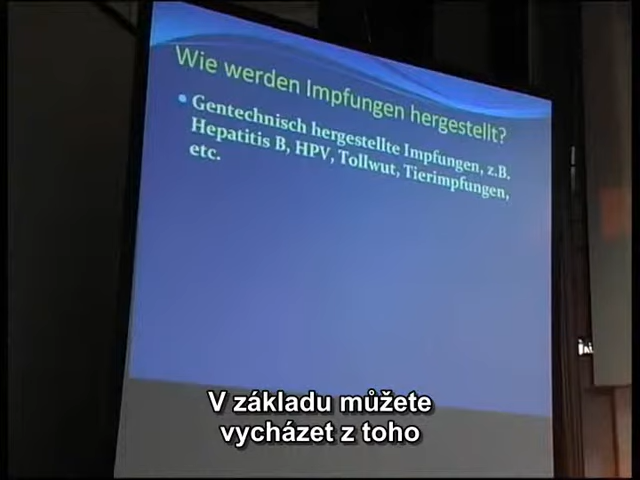 Wie werden Impfungen hergestellt?
Gentechnisch hergestellte Impfungen, z.B.
Hepatitis B, HPV, Tollwut, Tierimpfungen,
etc.
V základu můžete
vycházet z toho